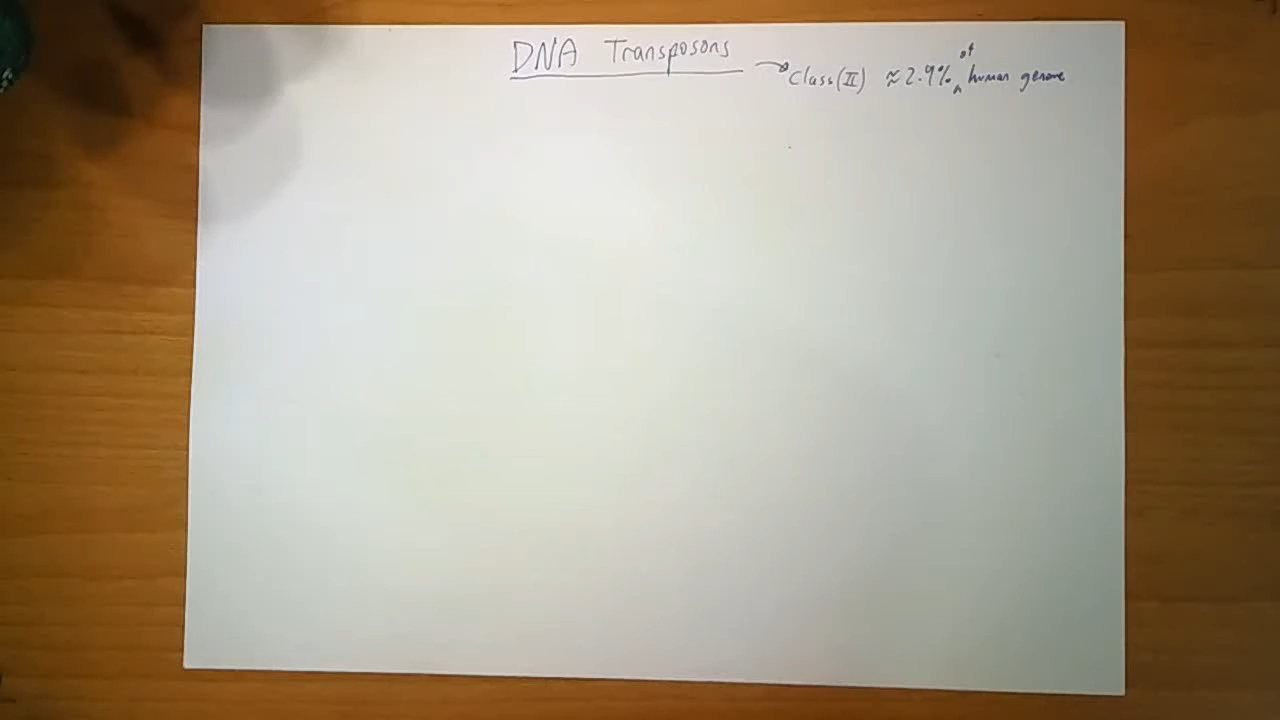 DNA Transposons
Class(II) ≈2.9% of human genome